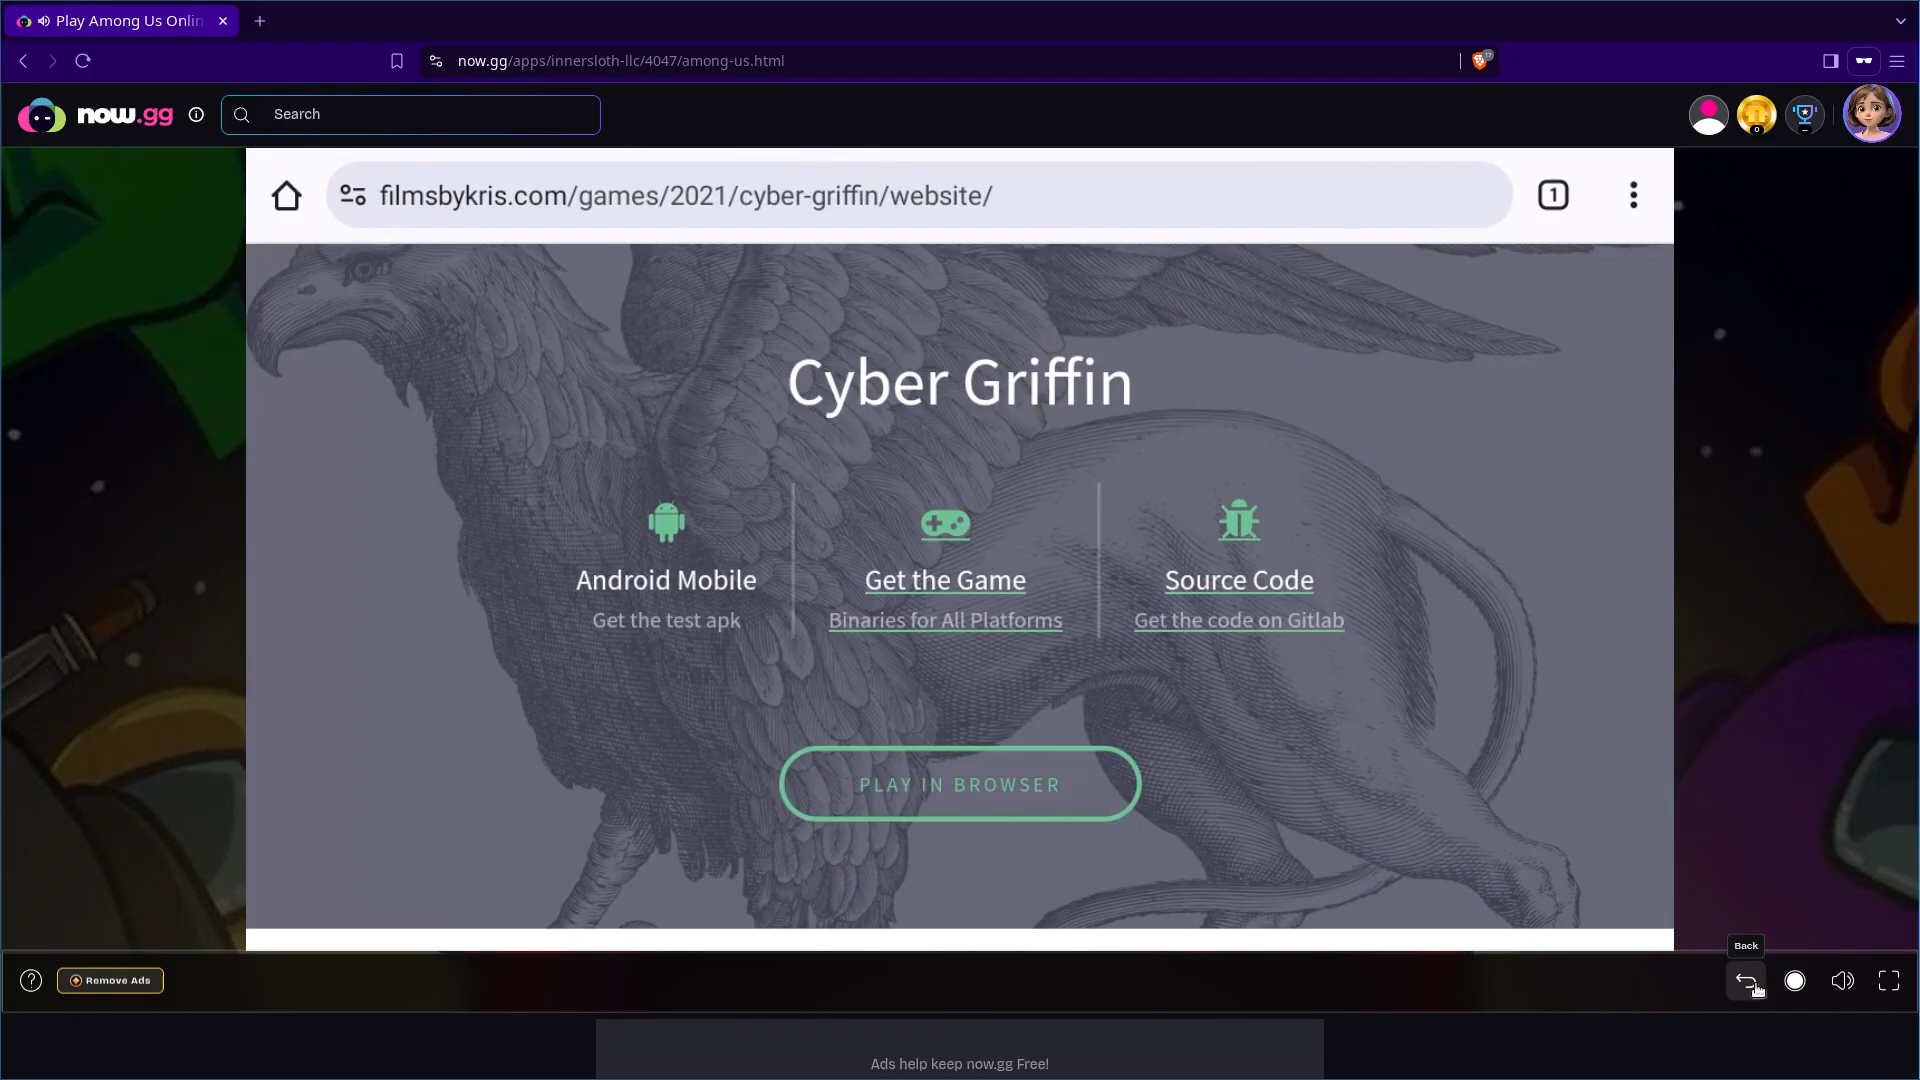 Play Among Us Onlin
now.gg/apps/innersloth-llc/4047/among-us.html
17
now.gg
Search
0
--
filmsbykris.com/games/2021/cyber-griffin/website/
1
Cyber Griffin
Android Mobile
Get the test apk
Get the Game
Binaries for All Platforms
Source Code
Get the code on Gitlab
PLAY IN BROWSER
Back
?
Remove Ads
Ads help keep now.gg Free!